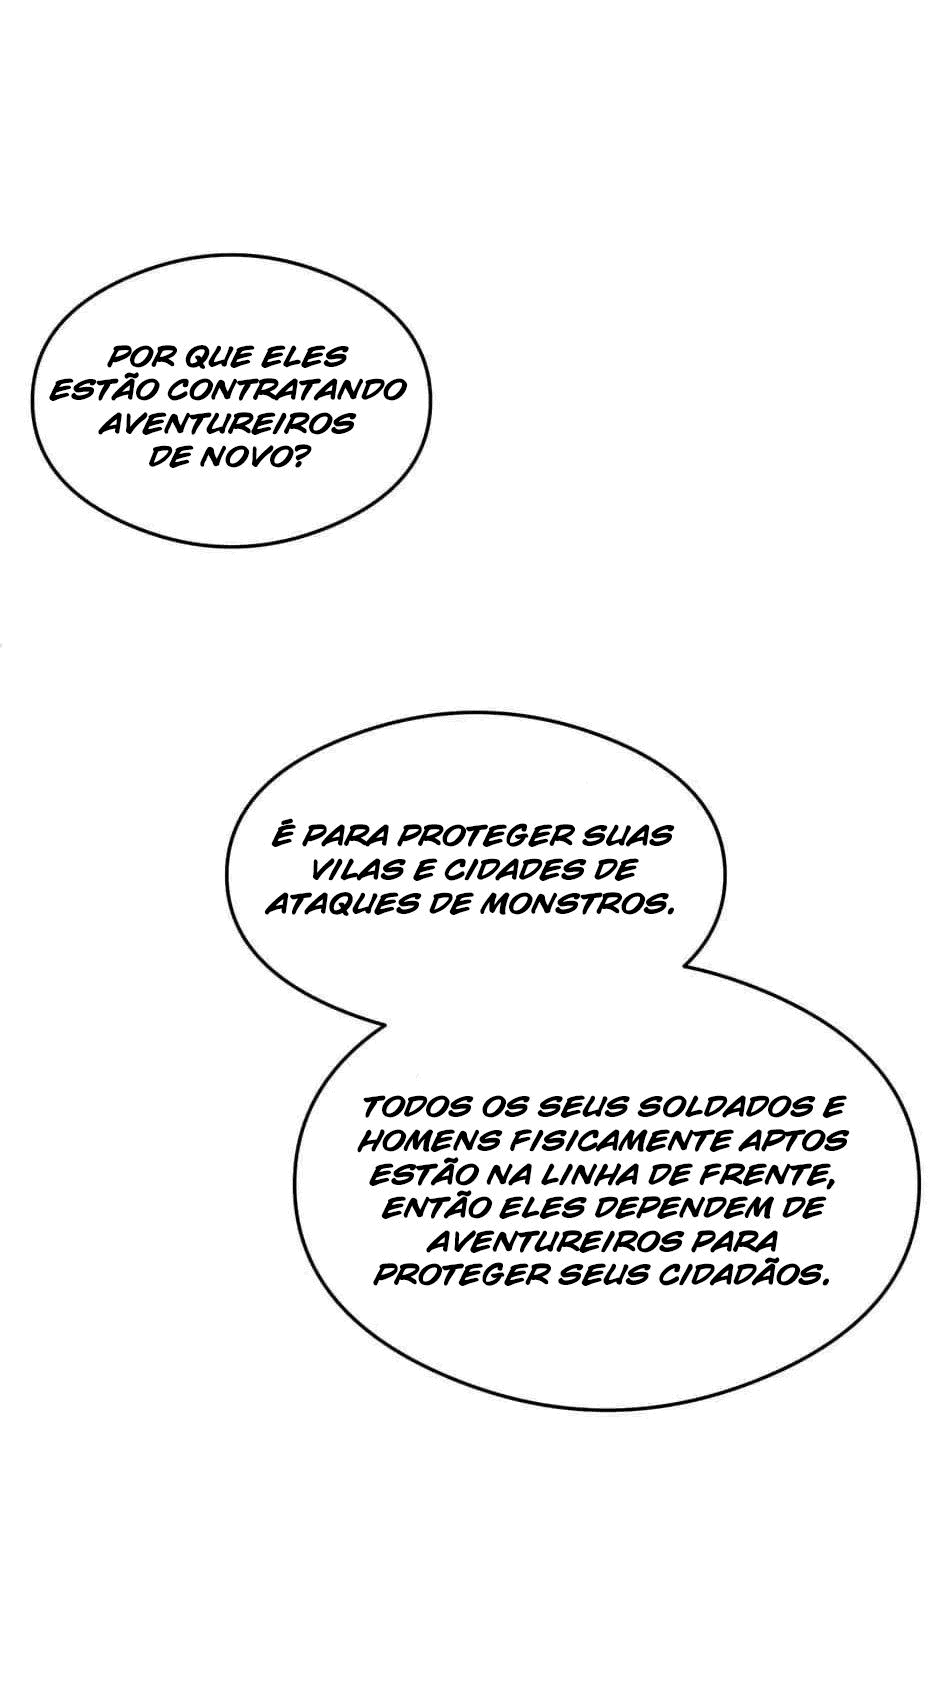 POR QUE ELES
ESTÃO CONTRATANDO
AVENTUREIROS
DE NOVO?
É PARA PROTEGER SUAS
VILAS E CIDADES DE
ATAQUES DE MONSTROS.
TODOS OS SEUS SOLDADOS E
HOMENS FISICAMENTE APTOS
ESTÃO NA LINHA DE FRENTE,
ENTÃO ELES DEPENDEM DE
AVENTUREIROS PARA
PROTEGER SEUS CIDADÃOS.